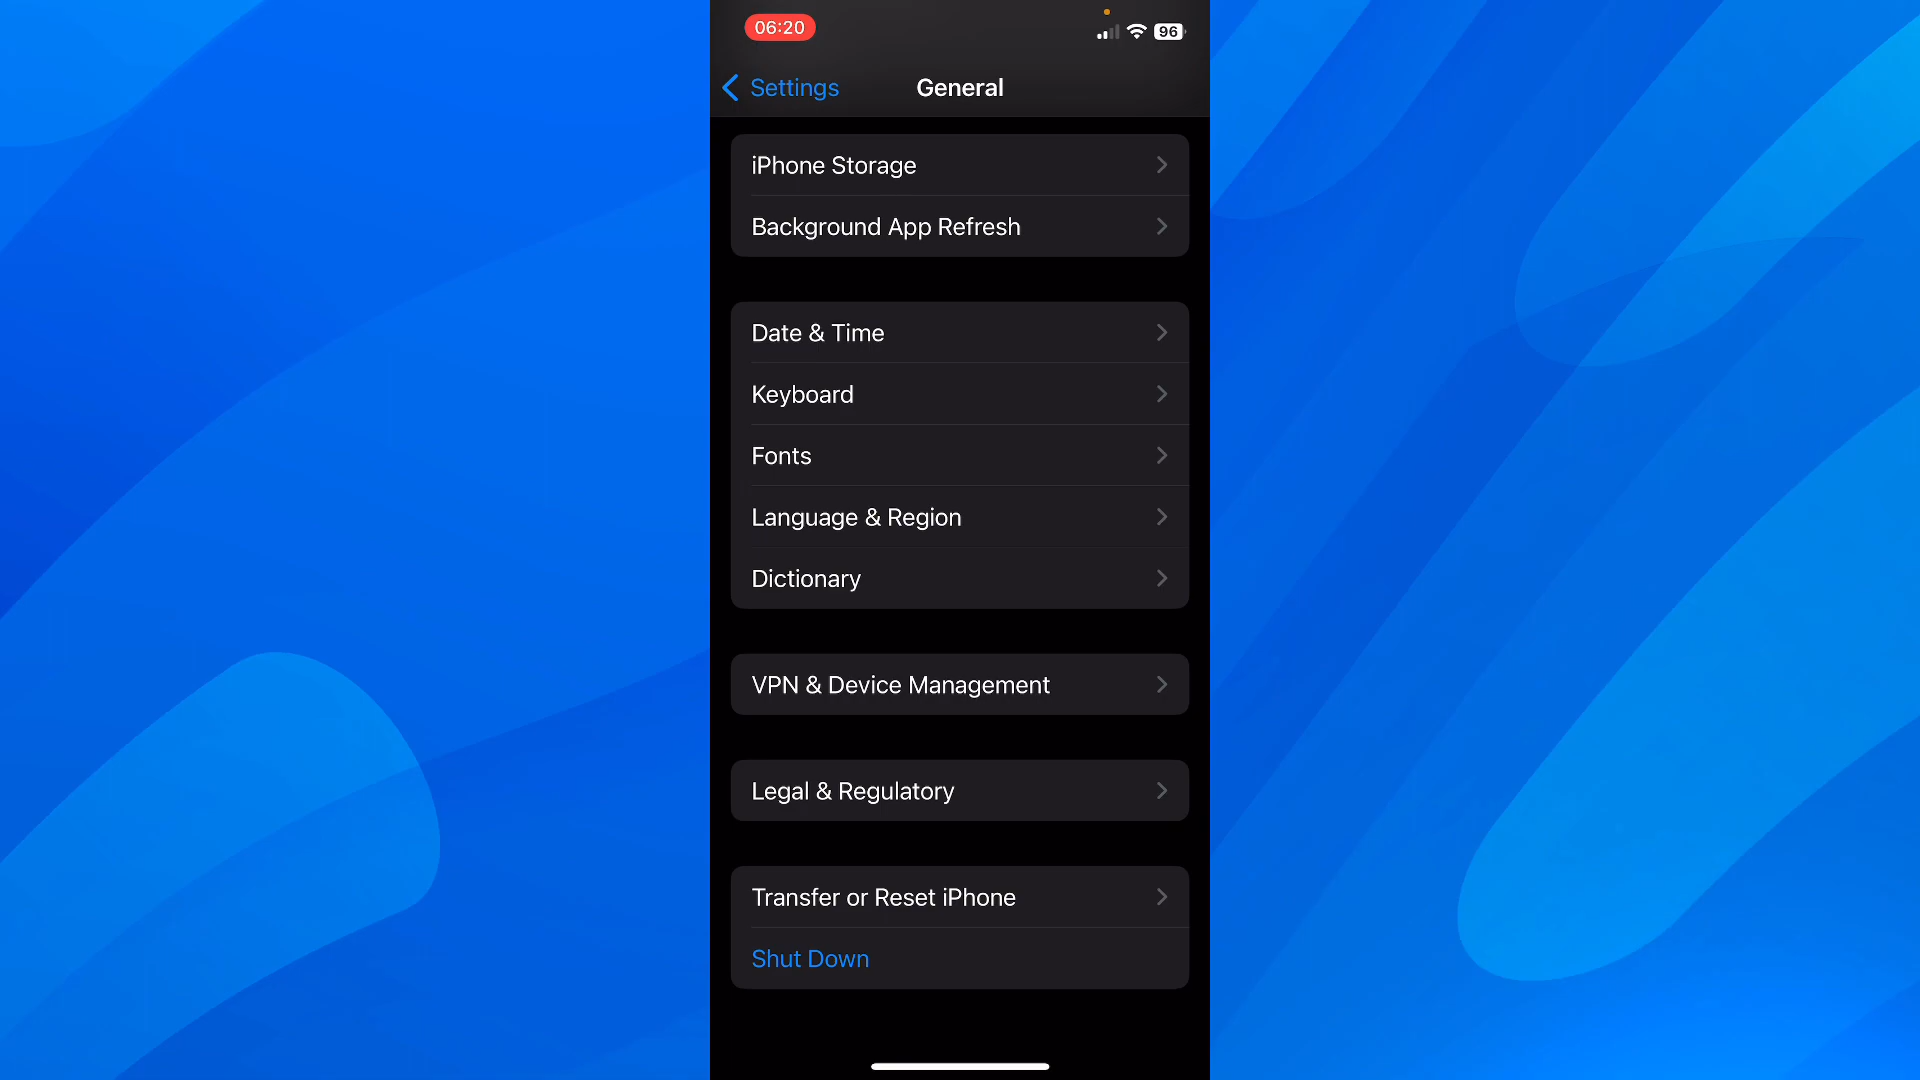 06:20
96
Settings
General
iPhone Storage
Background App Refresh
Date & Time
Keyboard
Fonts
Language & Region
Dictionary
VPN & Device Management
Legal & Regulatory
Transfer or Reset iPhone
Shut Down